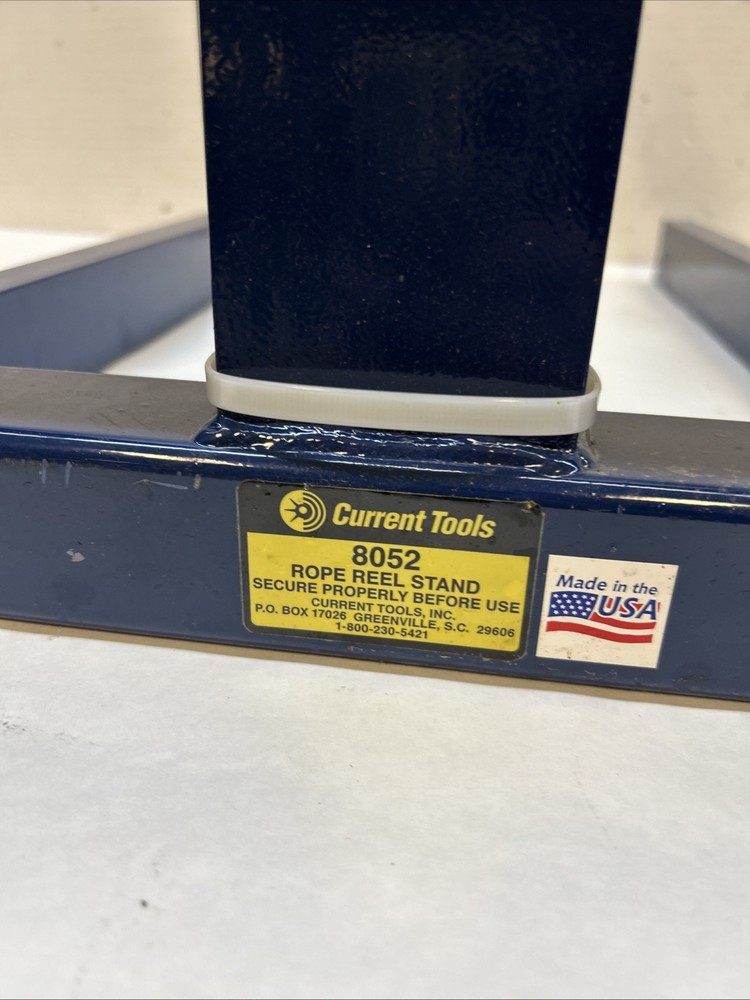 Current Tools
8052
ROPE REEL STAND
SECURE PROPERLY BEFORE USE
CURRENT TOOLS, INC.
P.O. BOX 17026 GREENVILLE, S.C. 29606
1-800-230-5421
Made in the
USA